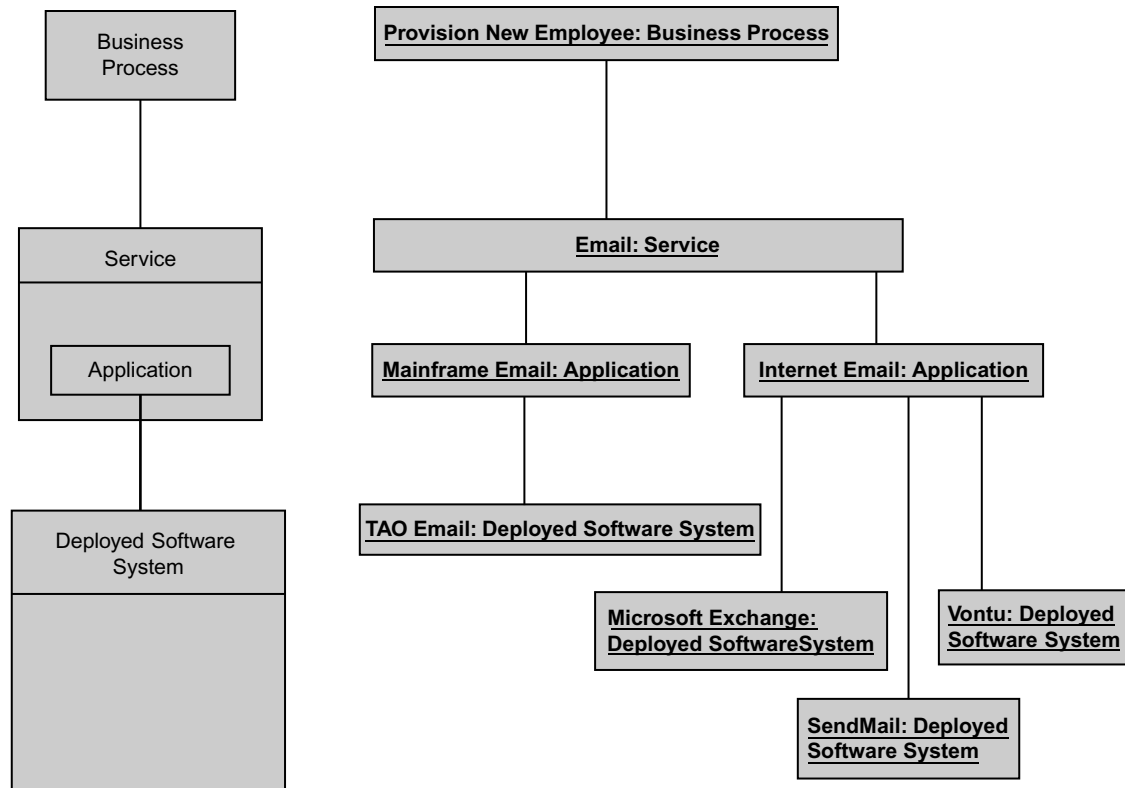 Business
Process
Provision New Employee: Business Process
Service
Email: Service
Application
Mainframe Email: Application
Internet Email: Application
Deployed Software
System
TAO Email: Deployed Software System
Microsoft Exchange:
Deployed SoftwareSystem
Vontu: Deployed
Software System
SendMail: Deployed
Software System